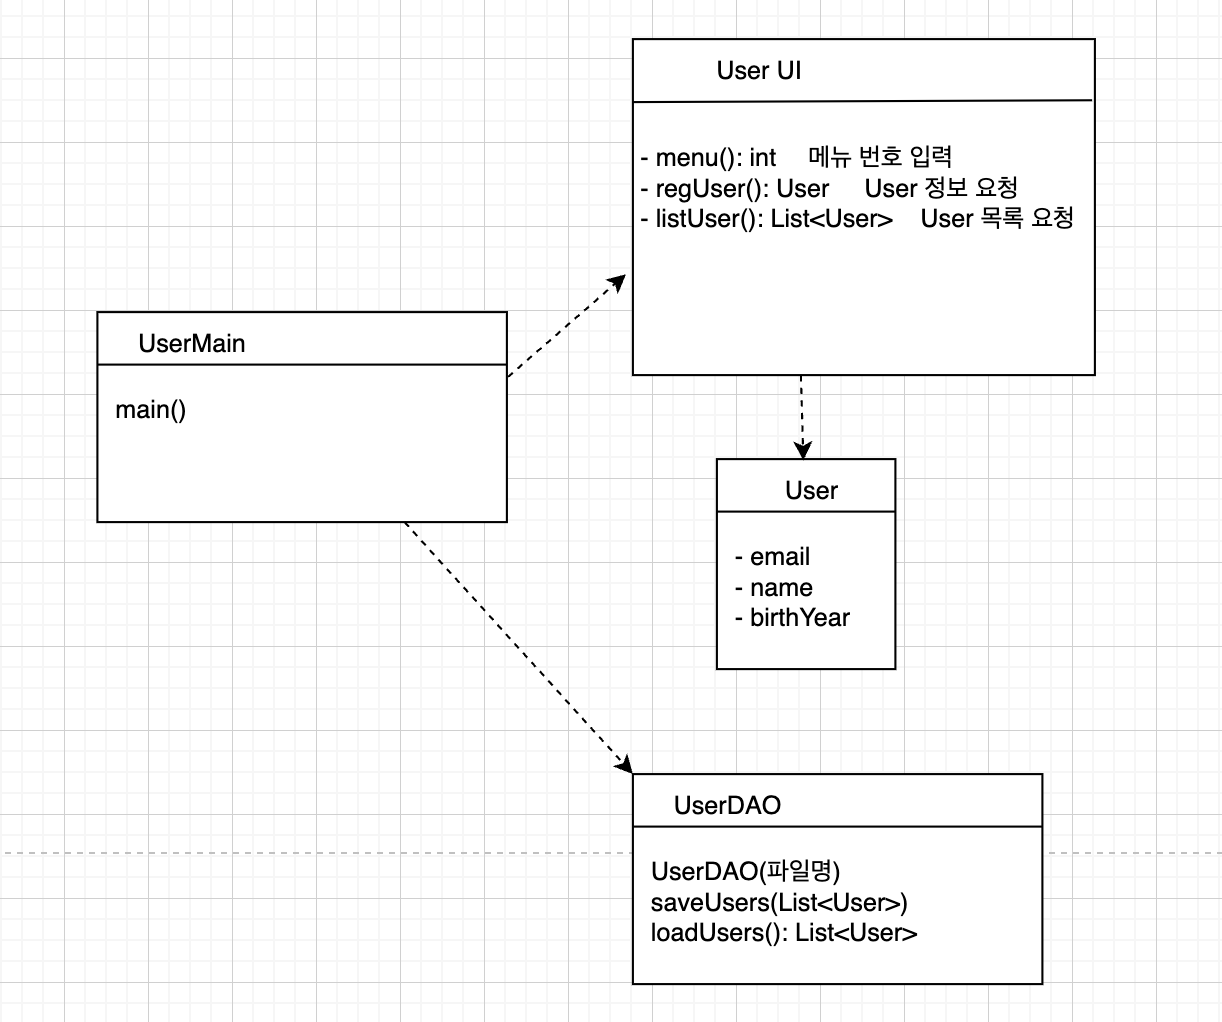 User UI
- menu(): int 메뉴 번호 입력
- regUser(): User User 정보 요청
- listUser(): List<User> User 목록 요청
UserMain
main()
User
- email
- name
- birthYear
UserDAO
UserDAO(파일명)
saveUsers(List<User>)
loadUsers(): List<User>